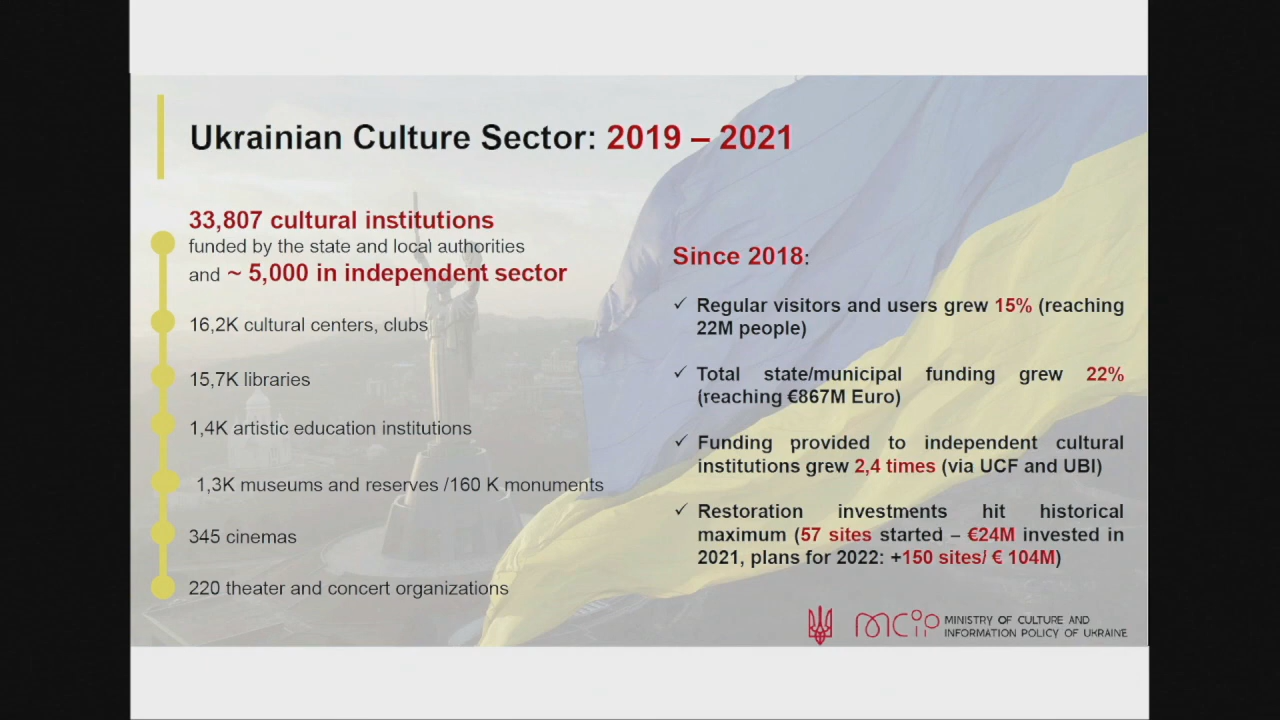 Ukrainian Culture Sector: 2019 – 2021
33,807 cultural institutions
funded by the state and local authorities
and ~ 5,000 in independent sector
16,2K cultural centers, clubs
15,7K libraries
1,4K artistic education institutions
1,3K museums and reserves /160 K monuments
345 cinemas
220 theater and concert organizations
Since 2018:
✓ Regular visitors and users grew 15% (reaching
22M people)
✓ Total state/municipal funding grew 22%
(reaching €867M Euro)
✓ Funding provided to independent cultural
institutions grew 2,4 times (via UCF and UBI)
✓ Restoration investments hit historical
maximum (57 sites started – €24M invested in
2021, plans for 2022: +150 sites/ € 104M)
MCIP MINISTRY OF CULTURE AND
INFORMATION POLICY OF UKRAINE